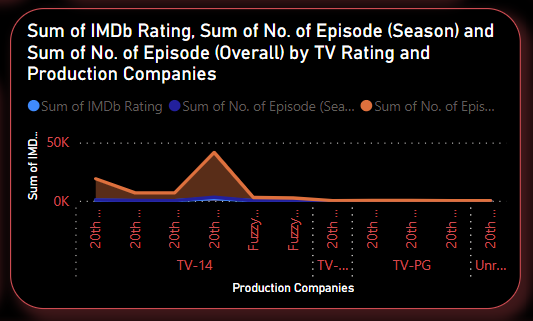 Sum of IMDb Rating, Sum of No. of Episode (Season) and
Sum of No. of Episode (Overall) by TV Rating and
Production Companies
Sum of IMDb Rating Sum of No. of Episode (Sea... Sum of No. of Epis...
50K
0K
Sum of IMD...
20th ... 20th ... 20th ... 20th ... Fuzzy... Fuzzy... 20th ... 20th ... 20th ... 20th ... 20th ...
TV-14 TV-... TV-PG Unr...
Production Companies